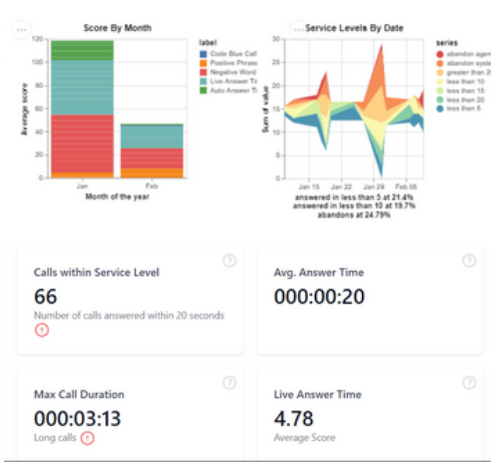 Score By Month
120
100
80
60
40
20
0
Average score
Jan
Feb
Month of the year
label
Code Blue Call
Positive Phrase
Negative Word
Live Answer
Auto Answer
Service Levels By Date
30
25
20
15
10
5
0
Sum of value
Jan 15
Jan 22
Jan 29
Feb 05
answered in less than 5 at 21.4%
answered in less than 10 at 19.7%
abandons at 24.79%
series
abandon agen
abandon syste
greater than 2
less than 10
less than 15
less than 20
less than 5
Calls within Service Level
66
Number of calls answered within 20 seconds
Avg. Answer Time
000:00:20
Max Call Duration
000:03:13
Long calls
Live Answer Time
4.78
Average Score